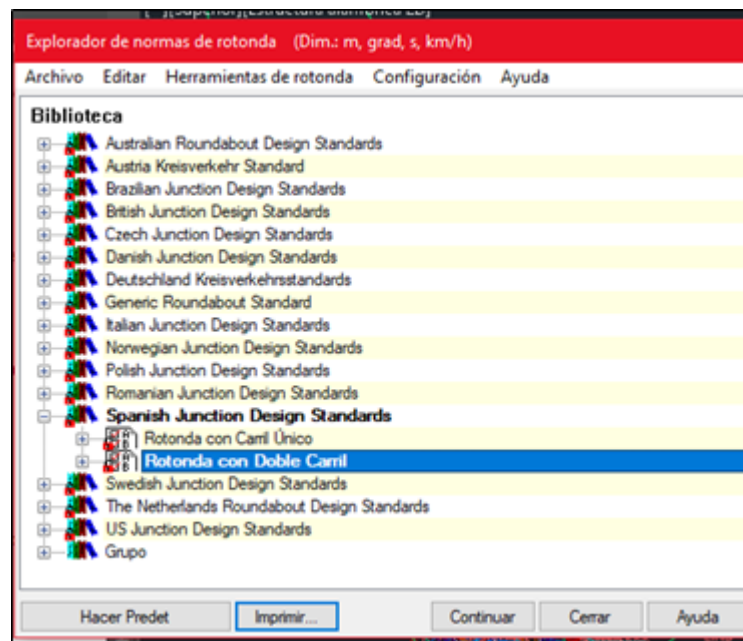 [Superior][Estructura alámbrica 2D]
Explorador de normas de rotonda (Dim.: m, grad, s, km/h)
Archivo Editar Herramientas de rotonda Configuración Ayuda
Biblioteca
Australian Roundabout Design Standards
Austria Kreisverkehr Standard
Brazilian Junction Design Standards
British Junction Design Standards
Czech Junction Design Standards
Danish Junction Design Standards
Deutschland Kreisverkehrsstandards
Generic Roundabout Standard
Italian Junction Design Standards
Norwegian Junction Design Standards
Polish Junction Design Standards
Romanian Junction Design Standards
Spanish Junction Design Standards
Rotonda con Carril Único
Rotonda con Doble Carril
Swedish Junction Design Standards
The Netherlands Roundabout Design Standards
US Junction Design Standards
Grupo
Hacer Predet Imprimir... Continuar Cerrar Ayuda